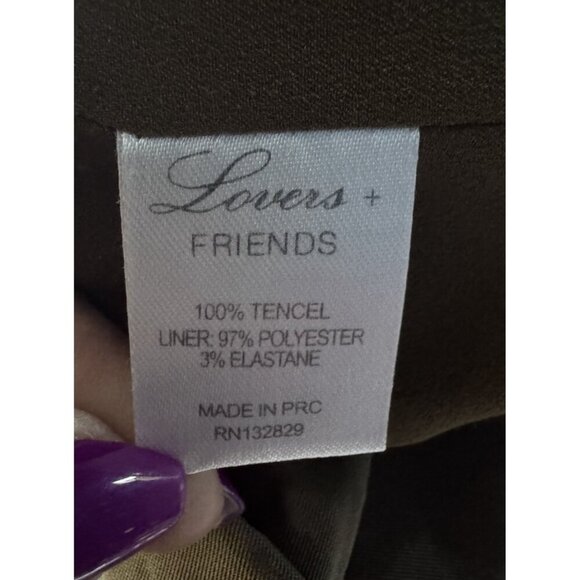 Lovers +
FRIENDS
100% TENCEL
LINER: 97% POLYESTER
3% ELASTANE
MADE IN PRC
RN132829